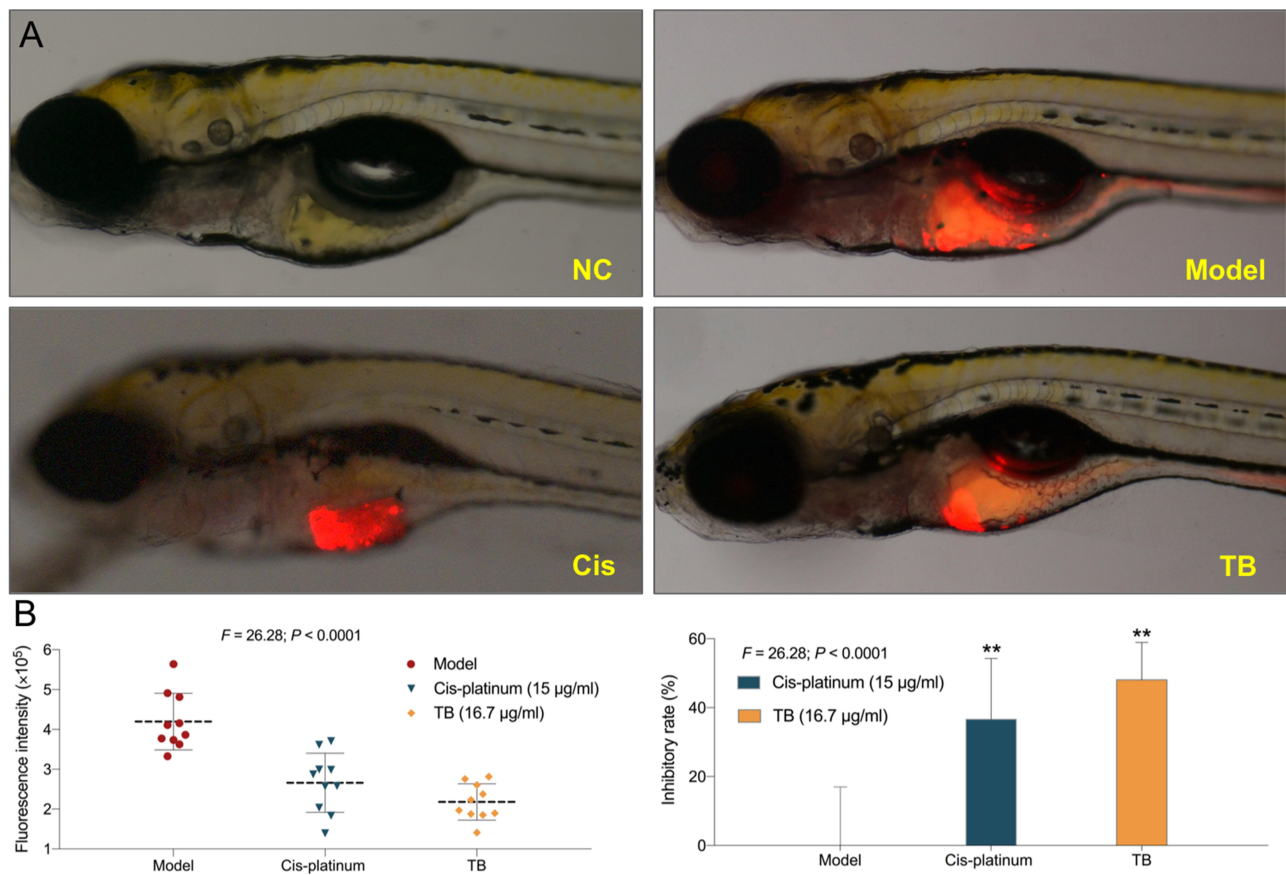 A
NC
Model
Cis
TB
B
F = 26.28; P < 0.0001
Fluorescence intensity (×10⁵)
6
5
4
3
2
1
Model
Cis-platinum (15 μg/ml)
TB (16.7 μg/ml)
Model
Cis-platinum
TB
Inhibitory rate (%)
60
40
20
0
F = 26.28; P < 0.0001
Cis-platinum (15 μg/ml)
TB (16.7 μg/ml)
**
**
Model
Cis-platinum
TB